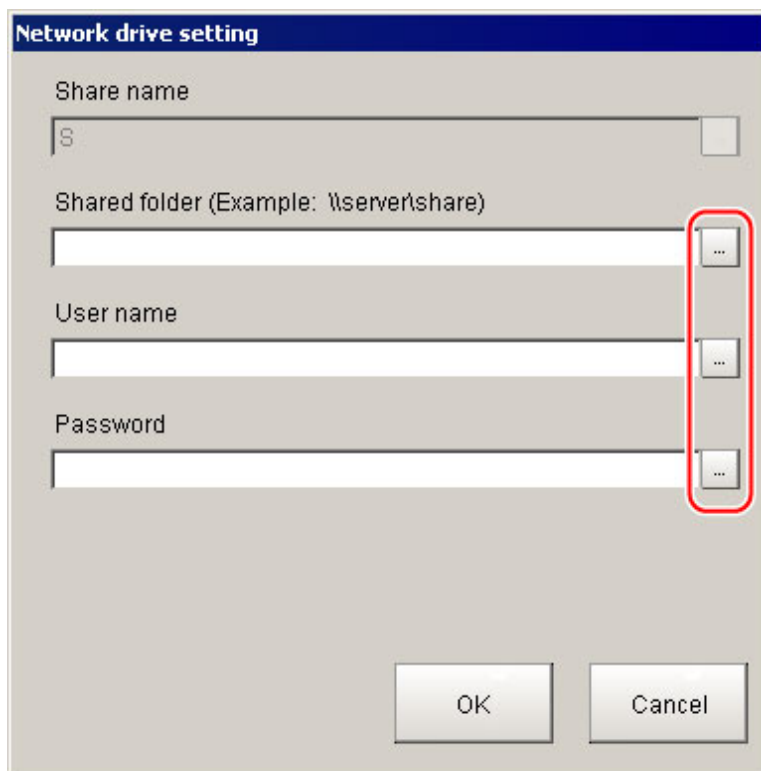 Network drive setting
Share name
S
Shared folder (Example: \\server\share)
...
User name
...
Password
...
OK
Cancel